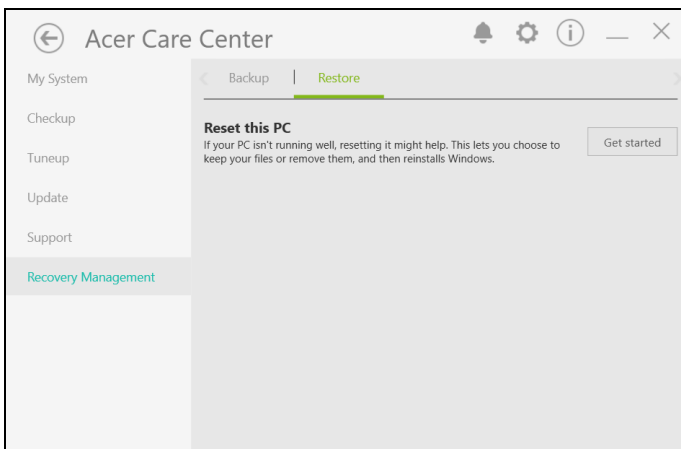 Acer Care Center
My System
Backup
Restore
Checkup
Reset this PC
If your PC isn't running well, resetting it might help. This lets you choose to
keep your files or remove them, and then reinstalls Windows.
Get started
Tuneup
Update
Support
Recovery Management